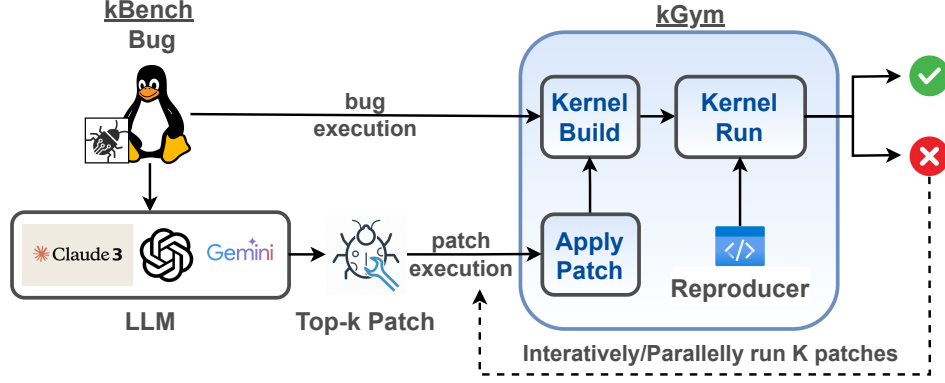 kBench
Bug
kGym
bug
execution
Kernel
Build
Kernel
Run
Claude 3
Gemini
LLM
Top-k Patch
patch
execution
Apply
Patch
</>
Reproducer
Interatively/Parallelly run K patches